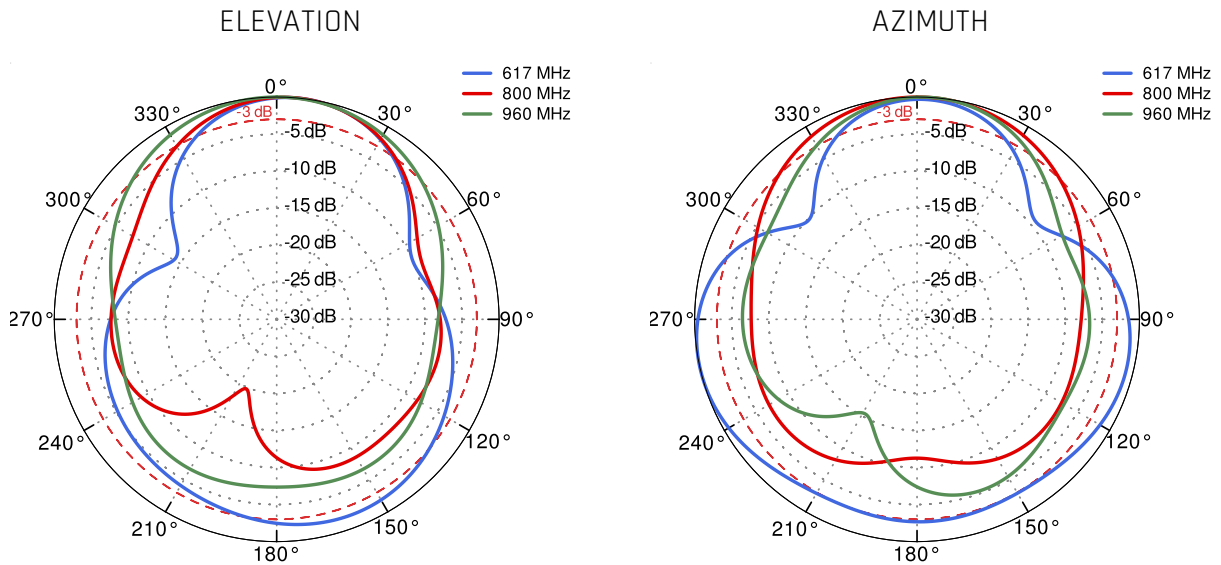 ELEVATION
617 MHz
800 MHz
960 MHz
0°
330°
30°
-3 dB
-5 dB
-10 dB
300°
60°
-15 dB
-20 dB
-25 dB
-30 dB
270°
90°
240°
120°
210°
150°
180°
AZIMUTH
617 MHz
800 MHz
960 MHz
0°
330°
30°
-3 dB
-5 dB
-10 dB
300°
60°
-15 dB
-20 dB
-25 dB
-30 dB
270°
90°
240°
120°
210°
150°
180°